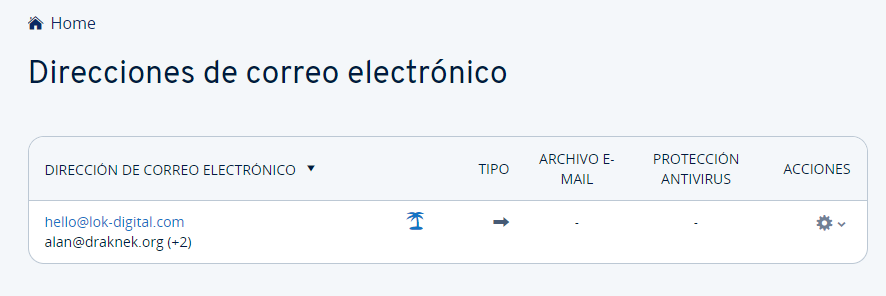 Home
Direcciones de correo electrónico
DIRECCIÓN DE CORREO ELECTRÓNICO
TIPO
ARCHIVO E-
MAIL
PROTECCIÓN
ANTIVIRUS
ACCIONES
hello@lok-digital.com
alan@draknek.org (+2)
-
-